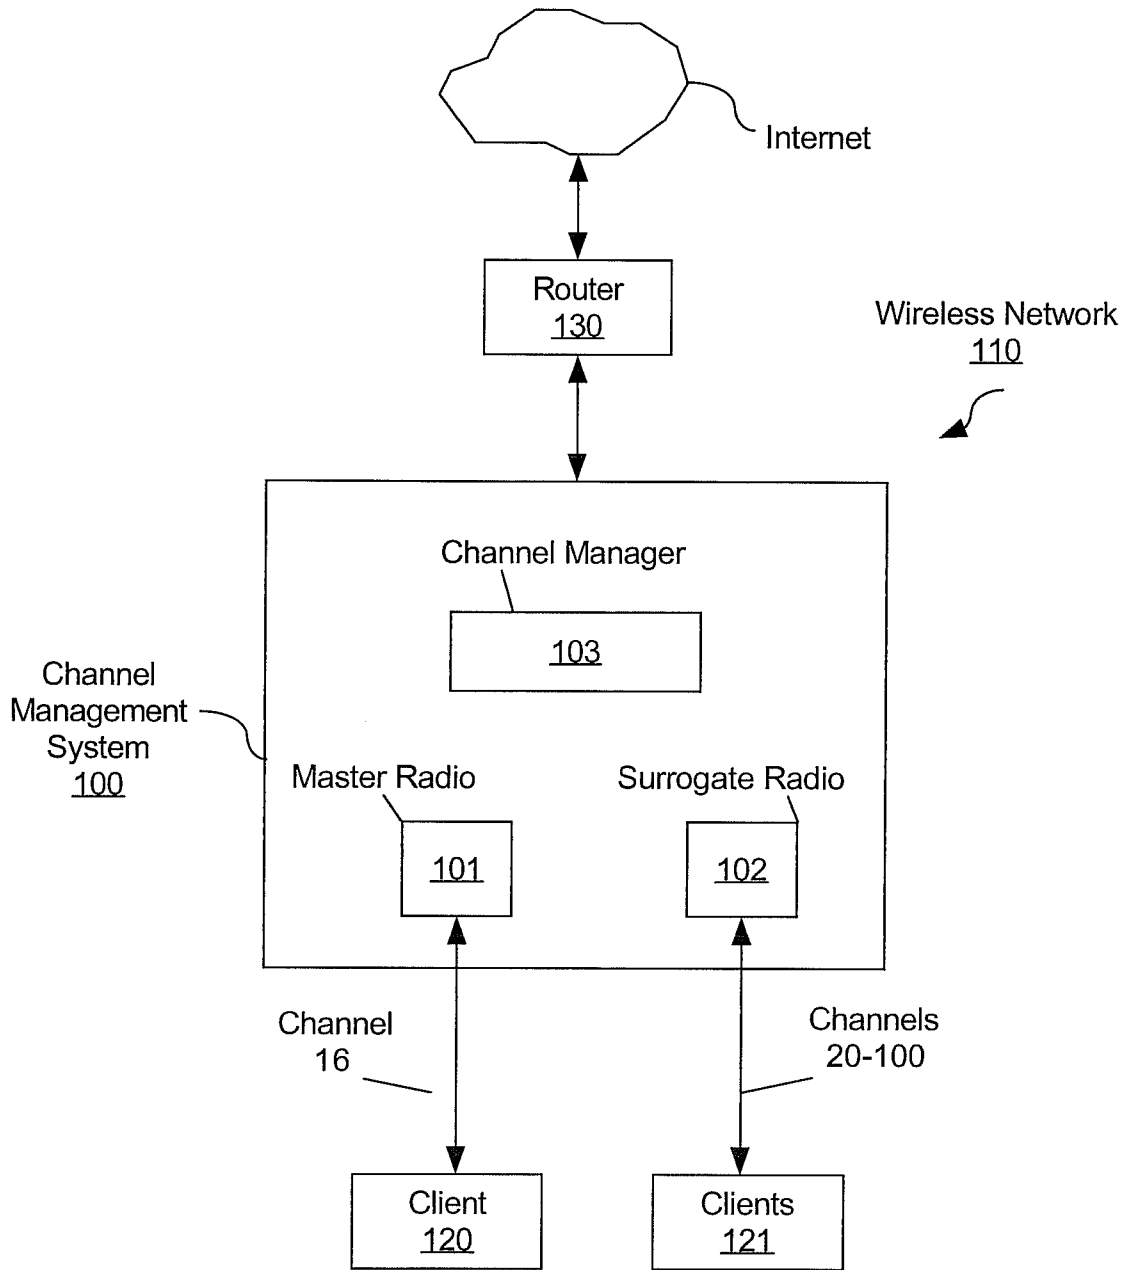 Internet
Router
130
Wireless Network
110
Channel Manager
103
Channel
Management
System
100
Master Radio
Surrogate Radio
101
102
Channel
16
Channels
20-100
Client
120
Clients
121